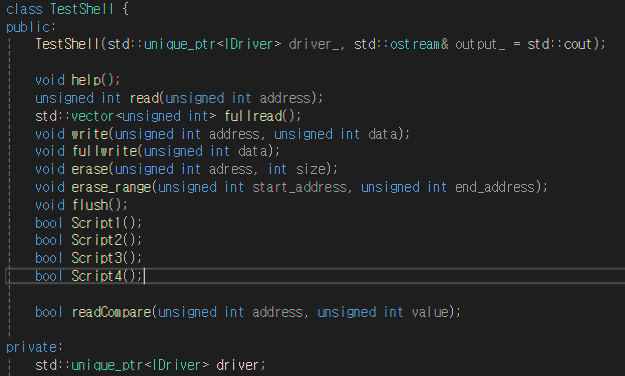 class TestShell {
public:
TestShell(std::unique_ptr<IDriver> driver_, std::ostream& output_ = std::cout);
void help();
unsigned int read(unsigned int address);
std::vector<unsigned int> fullread();
void write(unsigned int address, unsigned int data);
void fullwrite(unsigned int data);
void erase(unsigned int adress, int size);
void erase_range(unsigned int start_address, unsigned int end_address);
void flush();
bool Script1();
bool Script2();
bool Script3();
bool Script4();
bool readCompare(unsigned int address, unsigned int value);
private:
std::unique_ptr<IDriver> driver;